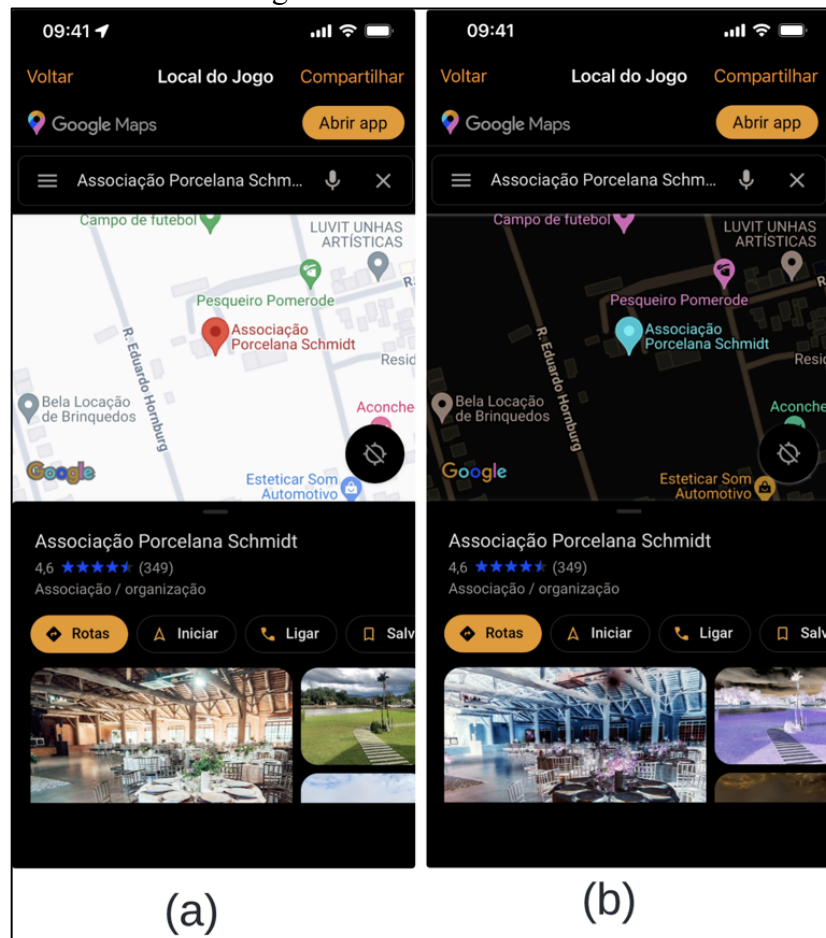 09:41
Voltar Local do Jogo Compartilhar
Google Maps Abrir app
Associação Porcelana Schm...
Campo de futebol
LUVIT UNHAS
ARTÍSTICAS
Pesqueiro Pomerode
Associação
Porcelana Schmidt
R. Eduardo Hornburg
Resid
Bela Locação
de Brinquedos
Aconche
Google
Esteticar Som
Automotivo
Associação Porcelana Schmidt
4,6 (349)
Associação / organização
Rotas Iniciar Ligar Salv
(a)
09:41
Voltar Local do Jogo Compartilhar
Google Maps Abrir app
Associação Porcelana Schm...
Campo de futebol
LUVIT UNHAS
ARTÍSTICAS
Pesqueiro Pomerode
Associação
Porcelana Schmidt
R. Eduardo Hornburg
Resid
Bela Locação
de Brinquedos
Aconche
Google
Esteticar Som
Automotivo
Associação Porcelana Schmidt
4,6 (349)
Associação / organização
Rotas Iniciar Ligar Salv
(b)